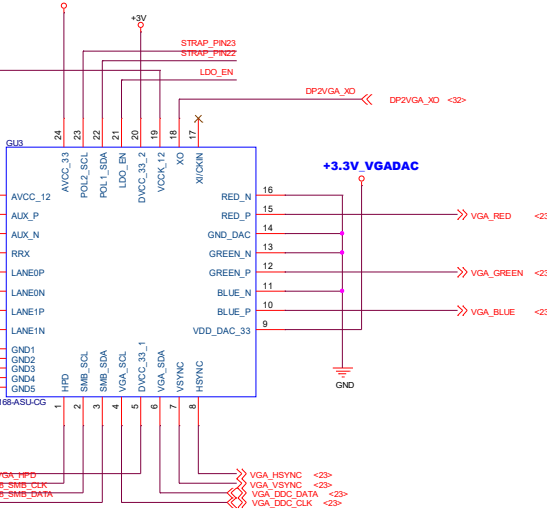 +3V
STRAP_PIN23
STRAP_PIN22
LDO_EN
DP2VGA_XO
DP2VGA_XO <32>
24
23
22
21
20
19
18
17
GU3
AVCC_33
POL2_SCL
POL1_SDA
LDO_EN
DVCC_33_2
VCCK_12
XO
XI/CKIN
+3.3V_VGADAC
AVCC_12
AUX_P
AUX_N
RRX
LANE0P
LANE0N
LANE1P
LANE1N
GND1
GND2
GND3
GND4
GND5
RED_N 16
RED_P 15
GND_DAC 14
GREEN_N 13
GREEN_P 12
BLUE_N 11
BLUE_P 10
VDD_DAC_33 9
VGA_RED <23
VGA_GREEN <23
VGA_BLUE <23
GND
HPD
SMB_SCL
SMB_SDA
VGA_SCL
DVCC_33_1
VGA_SDA
VSYNC
HSYNC
168-ASU-CG
1
2
3
4
5
6
7
8
VGA_HPD
_SMB_CLK
_SMB_DATA
VGA_HSYNC <23>
VGA_VSYNC <23>
VGA_DDC_DATA <23>
VGA_DDC_CLK <23>